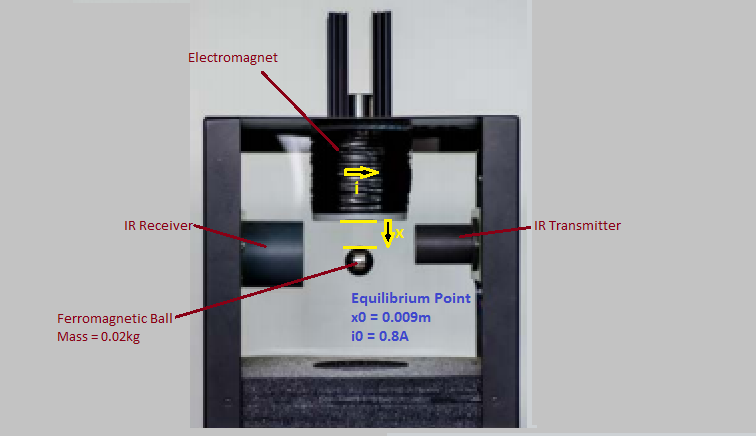 Electromagnet
i
IR Receiver
x
IR Transmitter
Ferromagnetic Ball
Mass = 0.02kg
Equilibrium Point
x0 = 0.009m
i0 = 0.8A